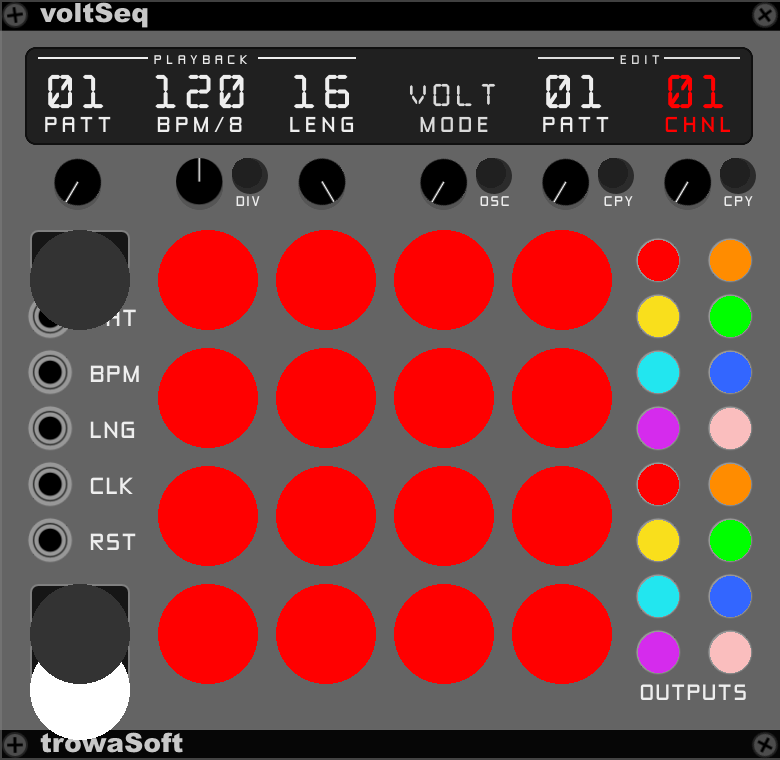 voltSeq
PLAYBACK EDIT
01 120 16 VOLT 01 01
PATT BPM/8 LENG MODE PATT CHNL
DIV OSC CPY CPY
BPM
LNG
CLK
RST
OUTPUTS
trowaSoft